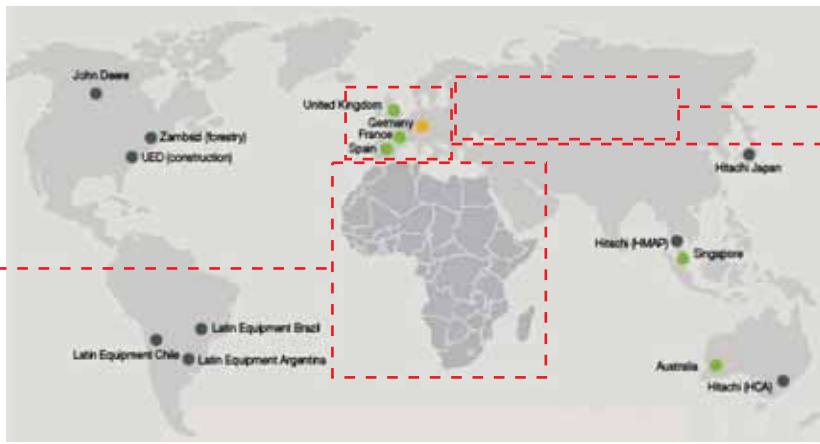 John Deere
United Kingdom
Germany
France
Spain
Zambezi (forestry)
UED (construction)
Hitachi Japan
Hitachi (HMAP)
Singapore
Latin Equipment Brazil
Latin Equipment Chile
Latin Equipment Argentina
Australia
Hitachi (HCA)